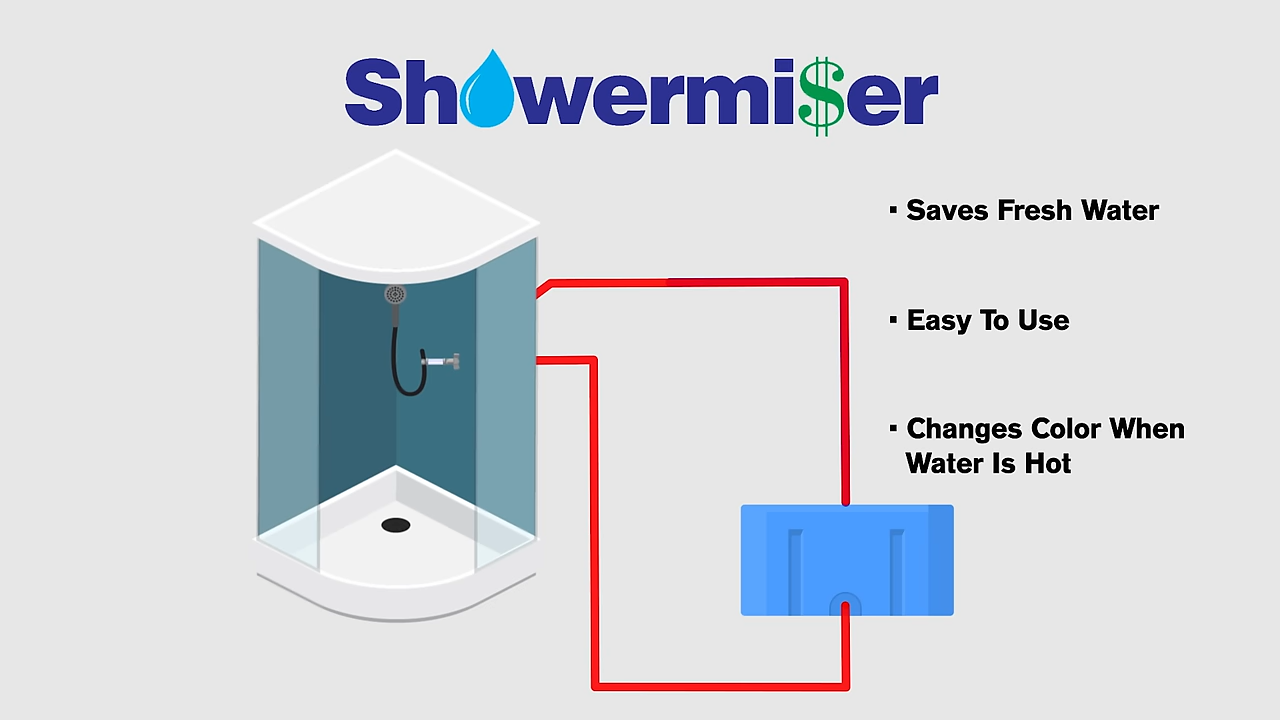 Showermi$er
▪ Saves Fresh Water
▪ Easy To Use
▪ Changes Color When
Water Is Hot